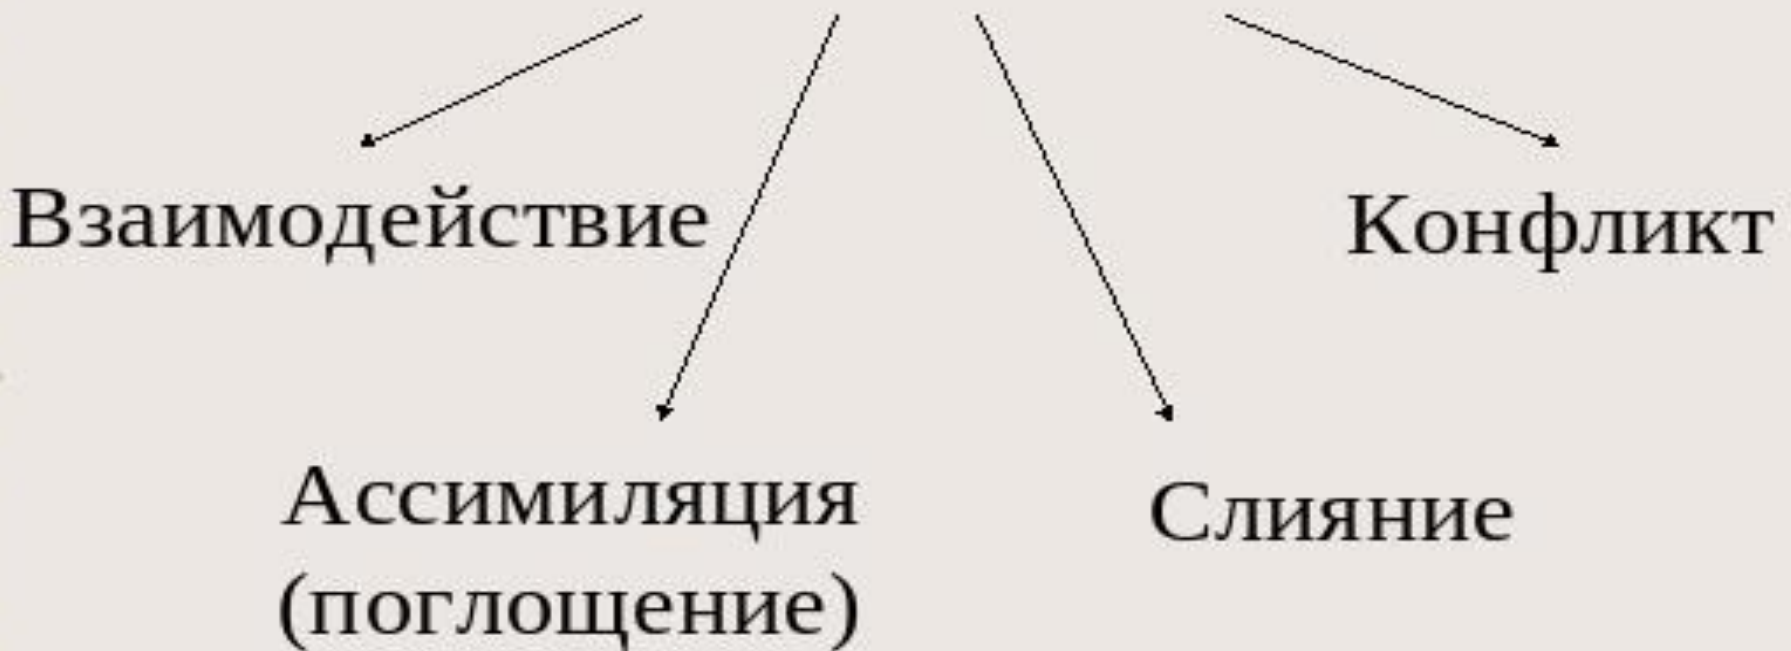 Взаимодействие
Конфликт
Ассимиляция
(поглощение)
Слияние